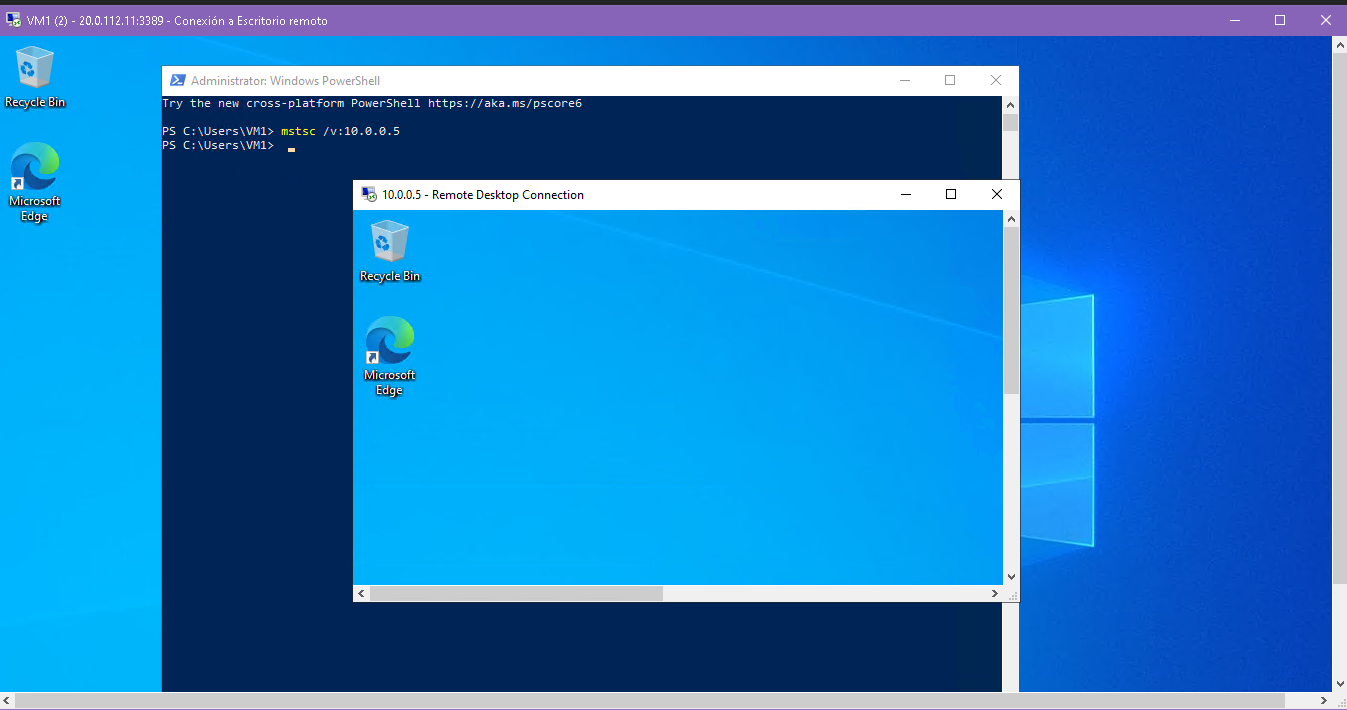 VM1 (2) - 20.0.112.11:3389 - Conexión a Escritorio remoto
Recycle Bin
Microsoft
Edge
Administrator: Windows PowerShell
Try the new cross-platform PowerShell https://aka.ms/pscore6
PS C:\Users\VM1> mstsc /v:10.0.0.5
PS C:\Users\VM1>
10.0.0.5 - Remote Desktop Connection
Recycle Bin
Microsoft
Edge